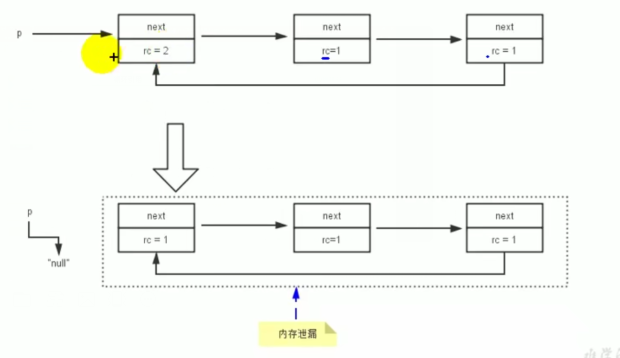 p
next
next
next
rc = 2
rc=1
rc = 1
p
next
next
next
rc = 1
rc=1
rc = 1
"null"
内存泄漏